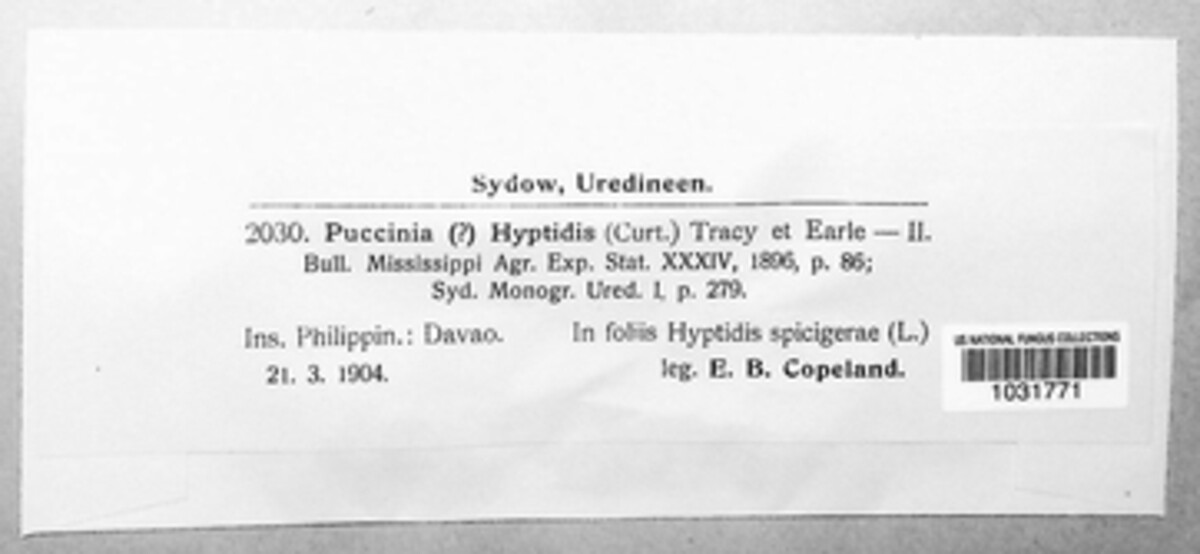 Sydow, Uredineen.
2030. Puccinia (?) Hyptidis (Curt.) Tracy et Earle — II.
Bull. Mississippi Agr. Exp. Stat. XXXIV, 1896, p. 86;
Syd. Monogr. Ured. I, p. 279.
Ins. Philippin.: Davao. In foliis Hyptidis spicigerae (L.)
21. 3. 1904. leg. E. B. Copeland.
US NATIONAL FUNGUS COLLECTIONS
1031771